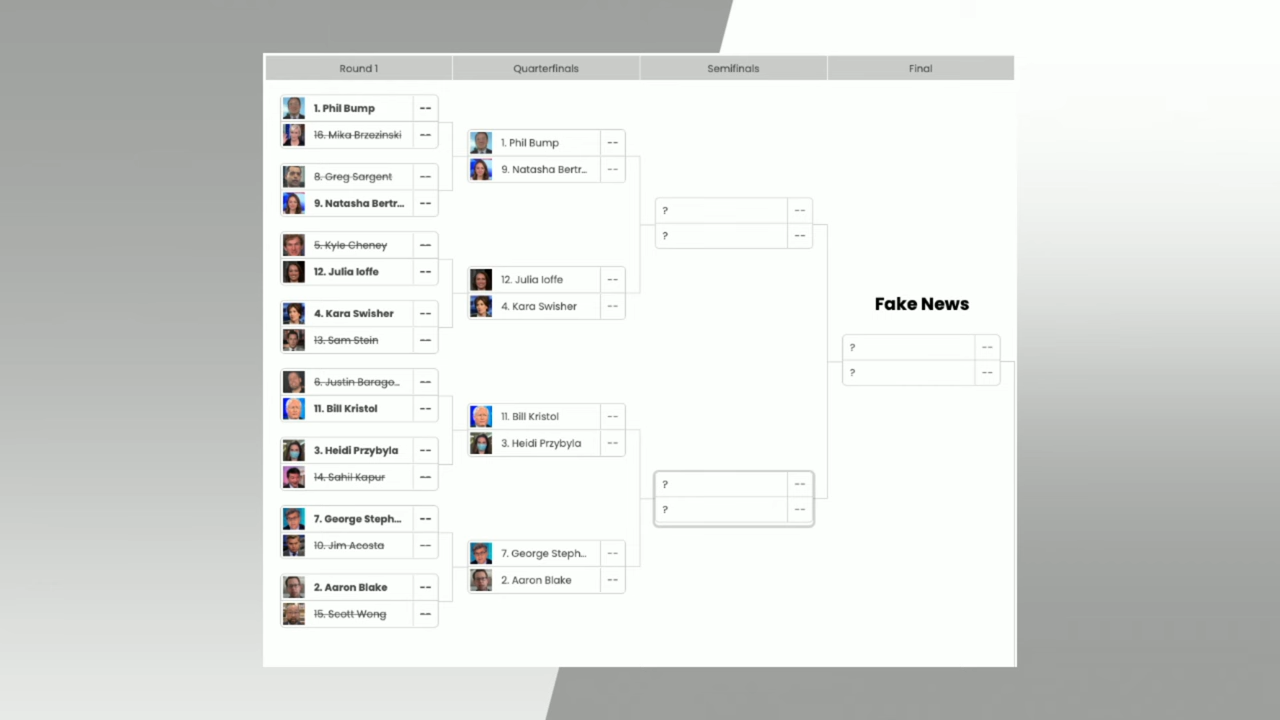 Round 1
Quarterfinals
Semifinals
Final
1. Phil Bump --
16. Mika Brzezinski --
8. Greg Sargent --
9. Natasha Bertr... --
5. Kyle Cheney --
12. Julia Ioffe --
4. Kara Swisher --
13. Sam Stein --
6. Justin Barago... --
11. Bill Kristol --
3. Heidi Przybyla --
14. Sahil Kapur --
7. George Steph... --
10. Jim Acosta --
2. Aaron Blake --
15. Scott Wong --
1. Phil Bump --
9. Natasha Bertr... --
12. Julia Ioffe --
4. Kara Swisher --
11. Bill Kristol --
3. Heidi Przybyla --
7. George Steph... --
2. Aaron Blake --
? --
? --
? --
? --
Fake News
? --
? --